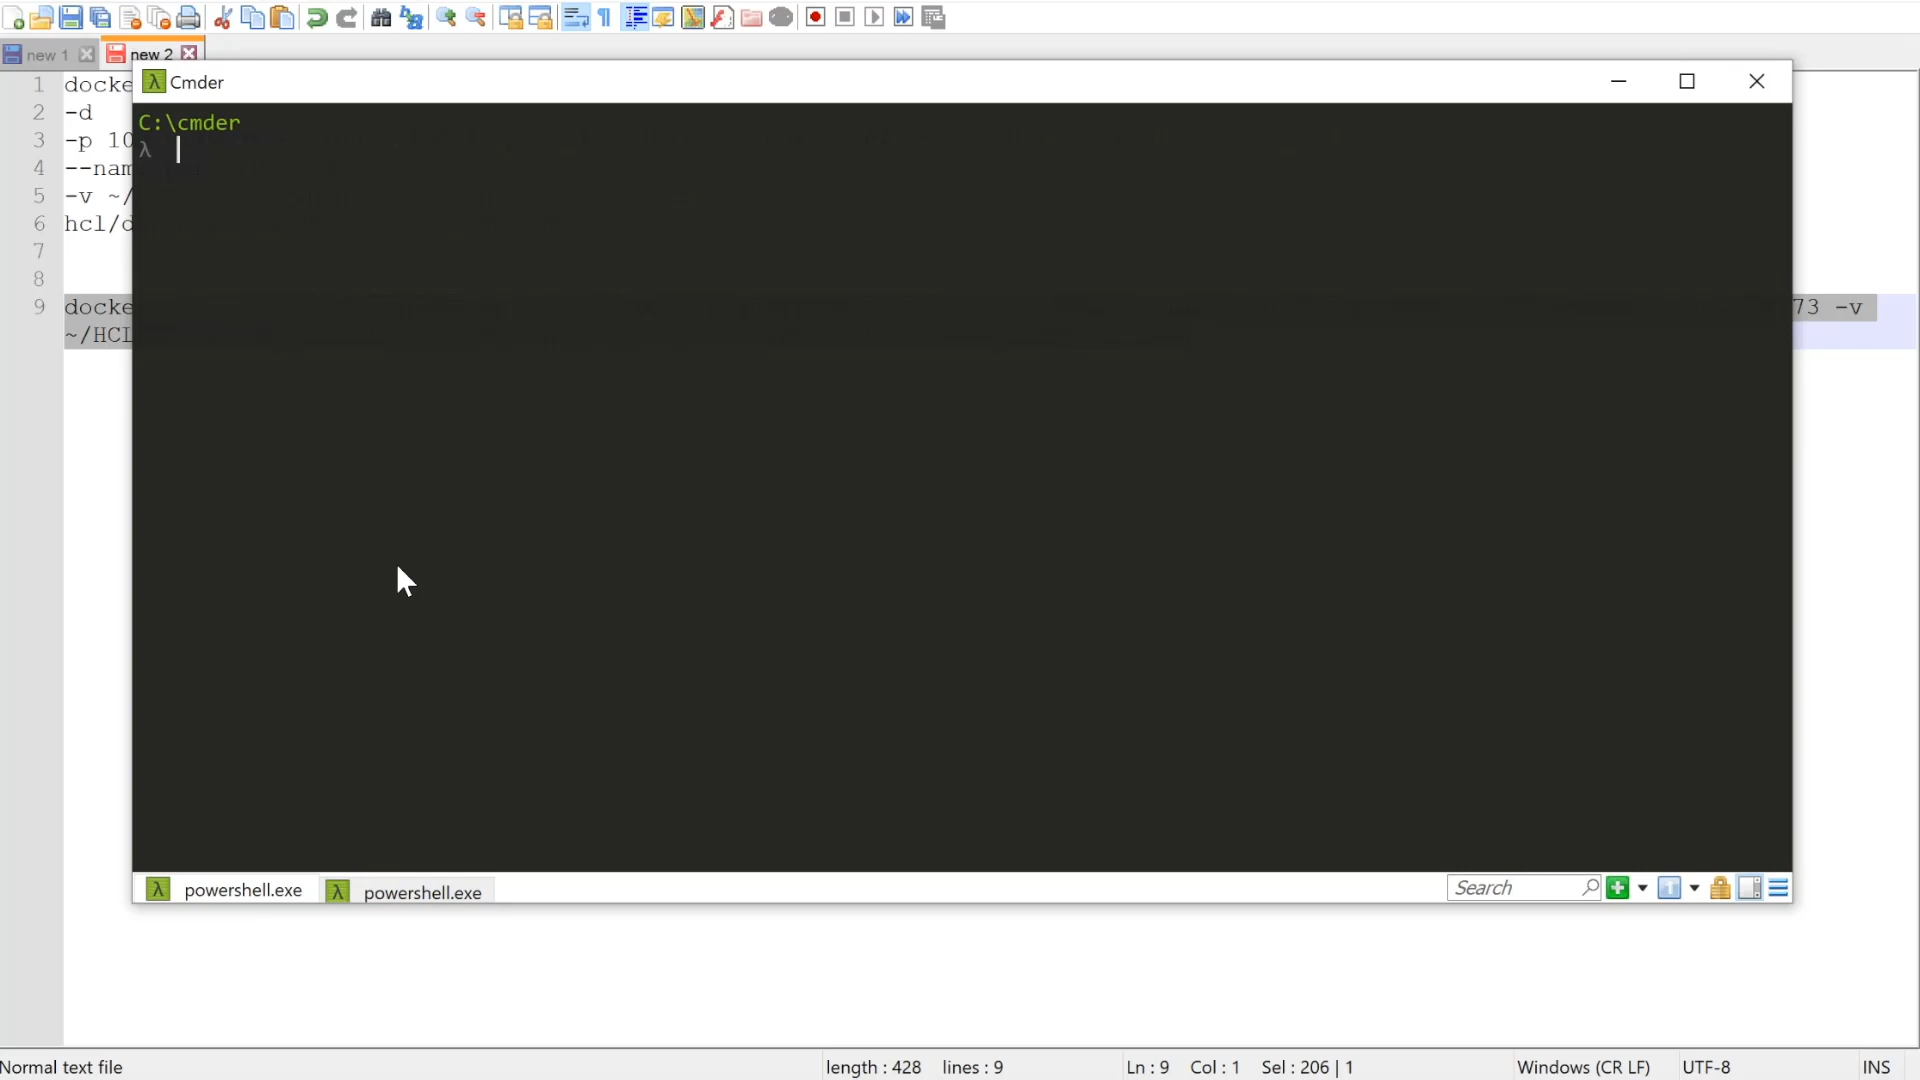 new 1
new 2
Cmder
1 docke
2 -d
3 -p 10
4 --nam
5 -v ~/
6 hcl/d
7
8
9 docke
73 -v
~/HCL
C:\cmder
λ
powershell.exe
powershell.exe
Search
Normal text file
length : 428 lines : 9
Ln : 9 Col : 1 Sel : 206 | 1
Windows (CR LF)
UTF-8
INS